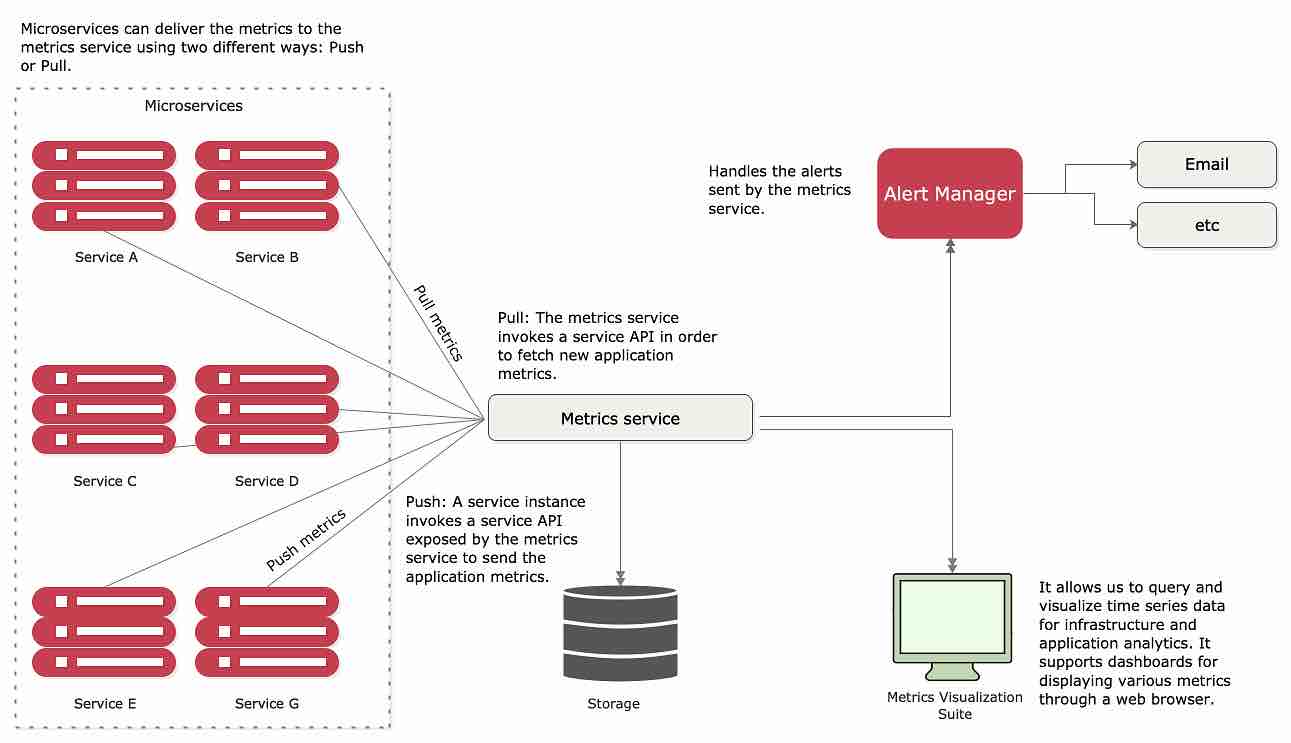 Microservices can deliver the metrics to the
metrics service using two different ways: Push
or Pull.
Microservices
Service A
Service B
Service C
Service D
Service E
Service G
Pull metrics
Push metrics
Pull: The metrics service
invokes a service API in order
to fetch new application
metrics.
Metrics service
Push: A service instance
invokes a service API
exposed by the metrics
service to send the
application metrics.
Storage
Handles the alerts
sent by the metrics
service.
Alert Manager
Email
etc
Metrics Visualization
Suite
It allows us to query and
visualize time series data
for infrastructure and
application analytics. It
supports dashboards for
displaying various metrics
through a web browser.